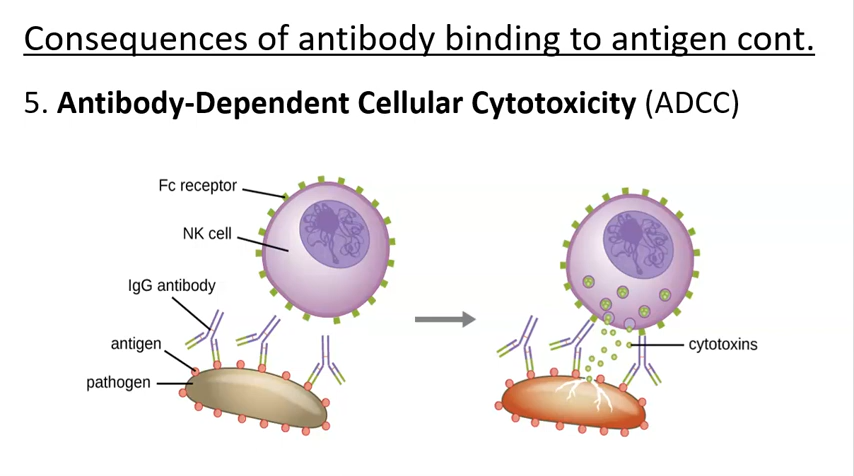 Consequences of antibody binding to antigen cont.
5. Antibody-Dependent Cellular Cytotoxicity (ADCC)
Fc receptor
NK cell
IgG antibody
antigen
pathogen
cytotoxins